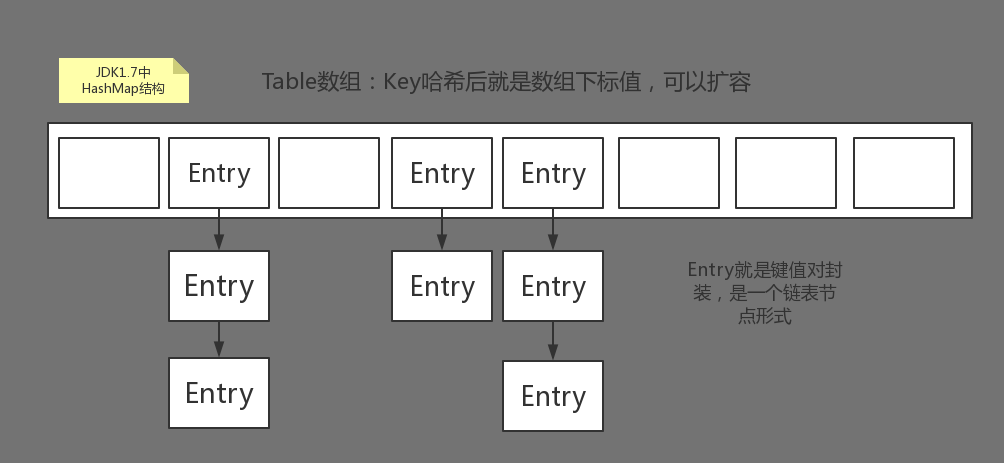 JDK1.7中
HashMap结构
Table数组：Key哈希后就是数组下标值，可以扩容
Entry
Entry
Entry
Entry
Entry
Entry
Entry就是键值对封
装，是一个链表节
点形式
Entry
Entry